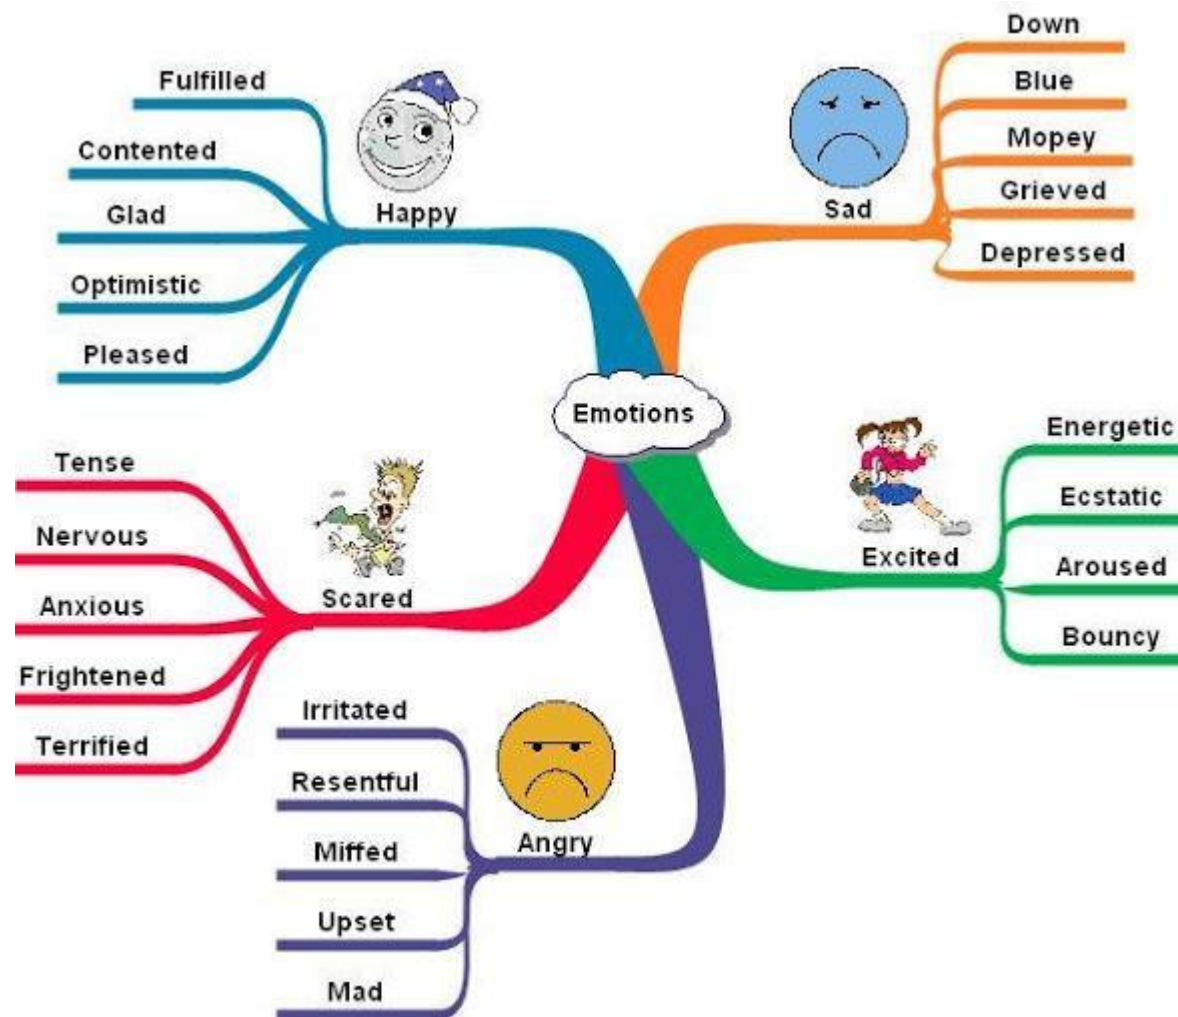 Emotions
Happy
Fulfilled
Contented
Glad
Optimistic
Pleased
Sad
Down
Blue
Mopey
Grieved
Depressed
Excited
Energetic
Ecstatic
Aroused
Bouncy
Scared
Tense
Nervous
Anxious
Frightened
Terrified
Angry
Irritated
Resentful
Miffed
Upset
Mad